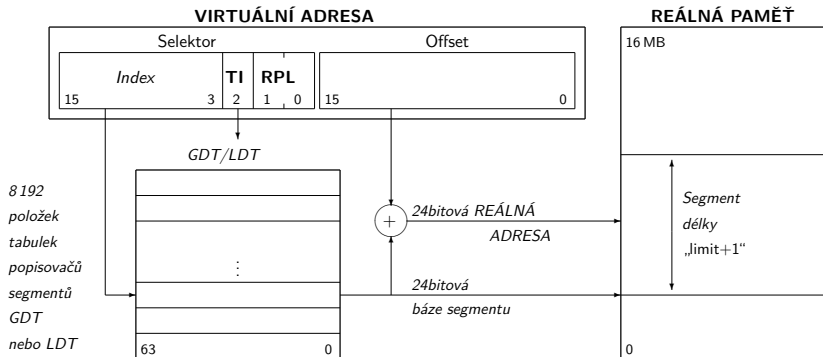 VIRTUÁLNÍ ADRESA
REÁLNÁ PAMĚŤ
Selektor
Offset
16 MB
Index
TI
RPL
15
3
2
1
0
15
0
GDT/LDT
8 192
položek
tabulek
popisovačů
segmentů
GDT
nebo LDT
⋮
63
0
+
24bitová REÁLNÁ
ADRESA
24bitová
báze segmentu
Segment
délky
„limit+1“
0